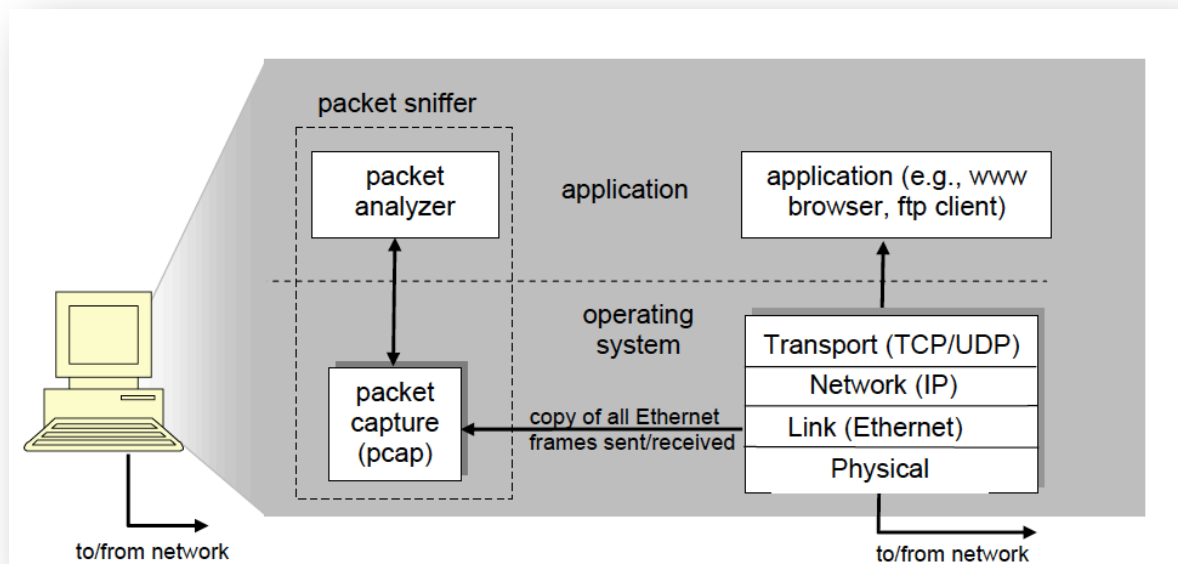 packet sniffer
packet
analyzer
application
application (e.g., www
browser, ftp client)
operating
system
packet
capture
(pcap)
copy of all Ethernet
frames sent/received
Transport (TCP/UDP)
Network (IP)
Link (Ethernet)
Physical
to/from network
to/from network